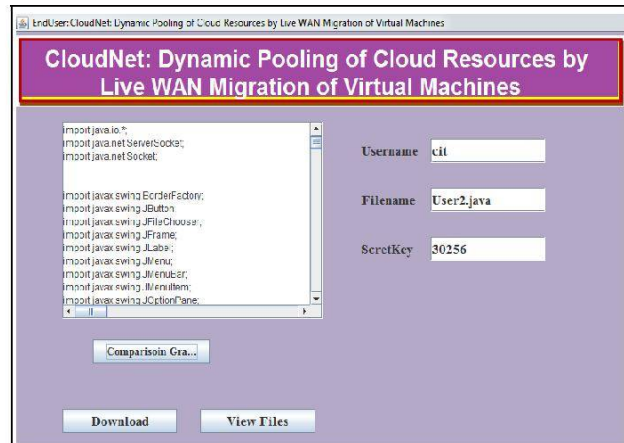 EndUser:CloudNet: Dynamic Pooling of Cloud Resources by Live WAN Migration of Virtual Machines
CloudNet: Dynamic Pooling of Cloud Resources by
Live WAN Migration of Virtual Machines
import java.io.*;
import java.net ServerSocket;
import java.net Socket;
import javax.swing.BorderFactory;
import javax swing JButton;
import javax.swing.JFileChooser;
import javax.swing.JFrame;
import javax.swing.JLabel;
import javax.swing.JMenu;
import javax.swing.JMenuBar;
import javax.swing.JMenuItem;
import javax.swing.JOptionPane;
Username cit
Filename User2.java
ScretKey 30256
Comparisoin Gra...
Download View Files